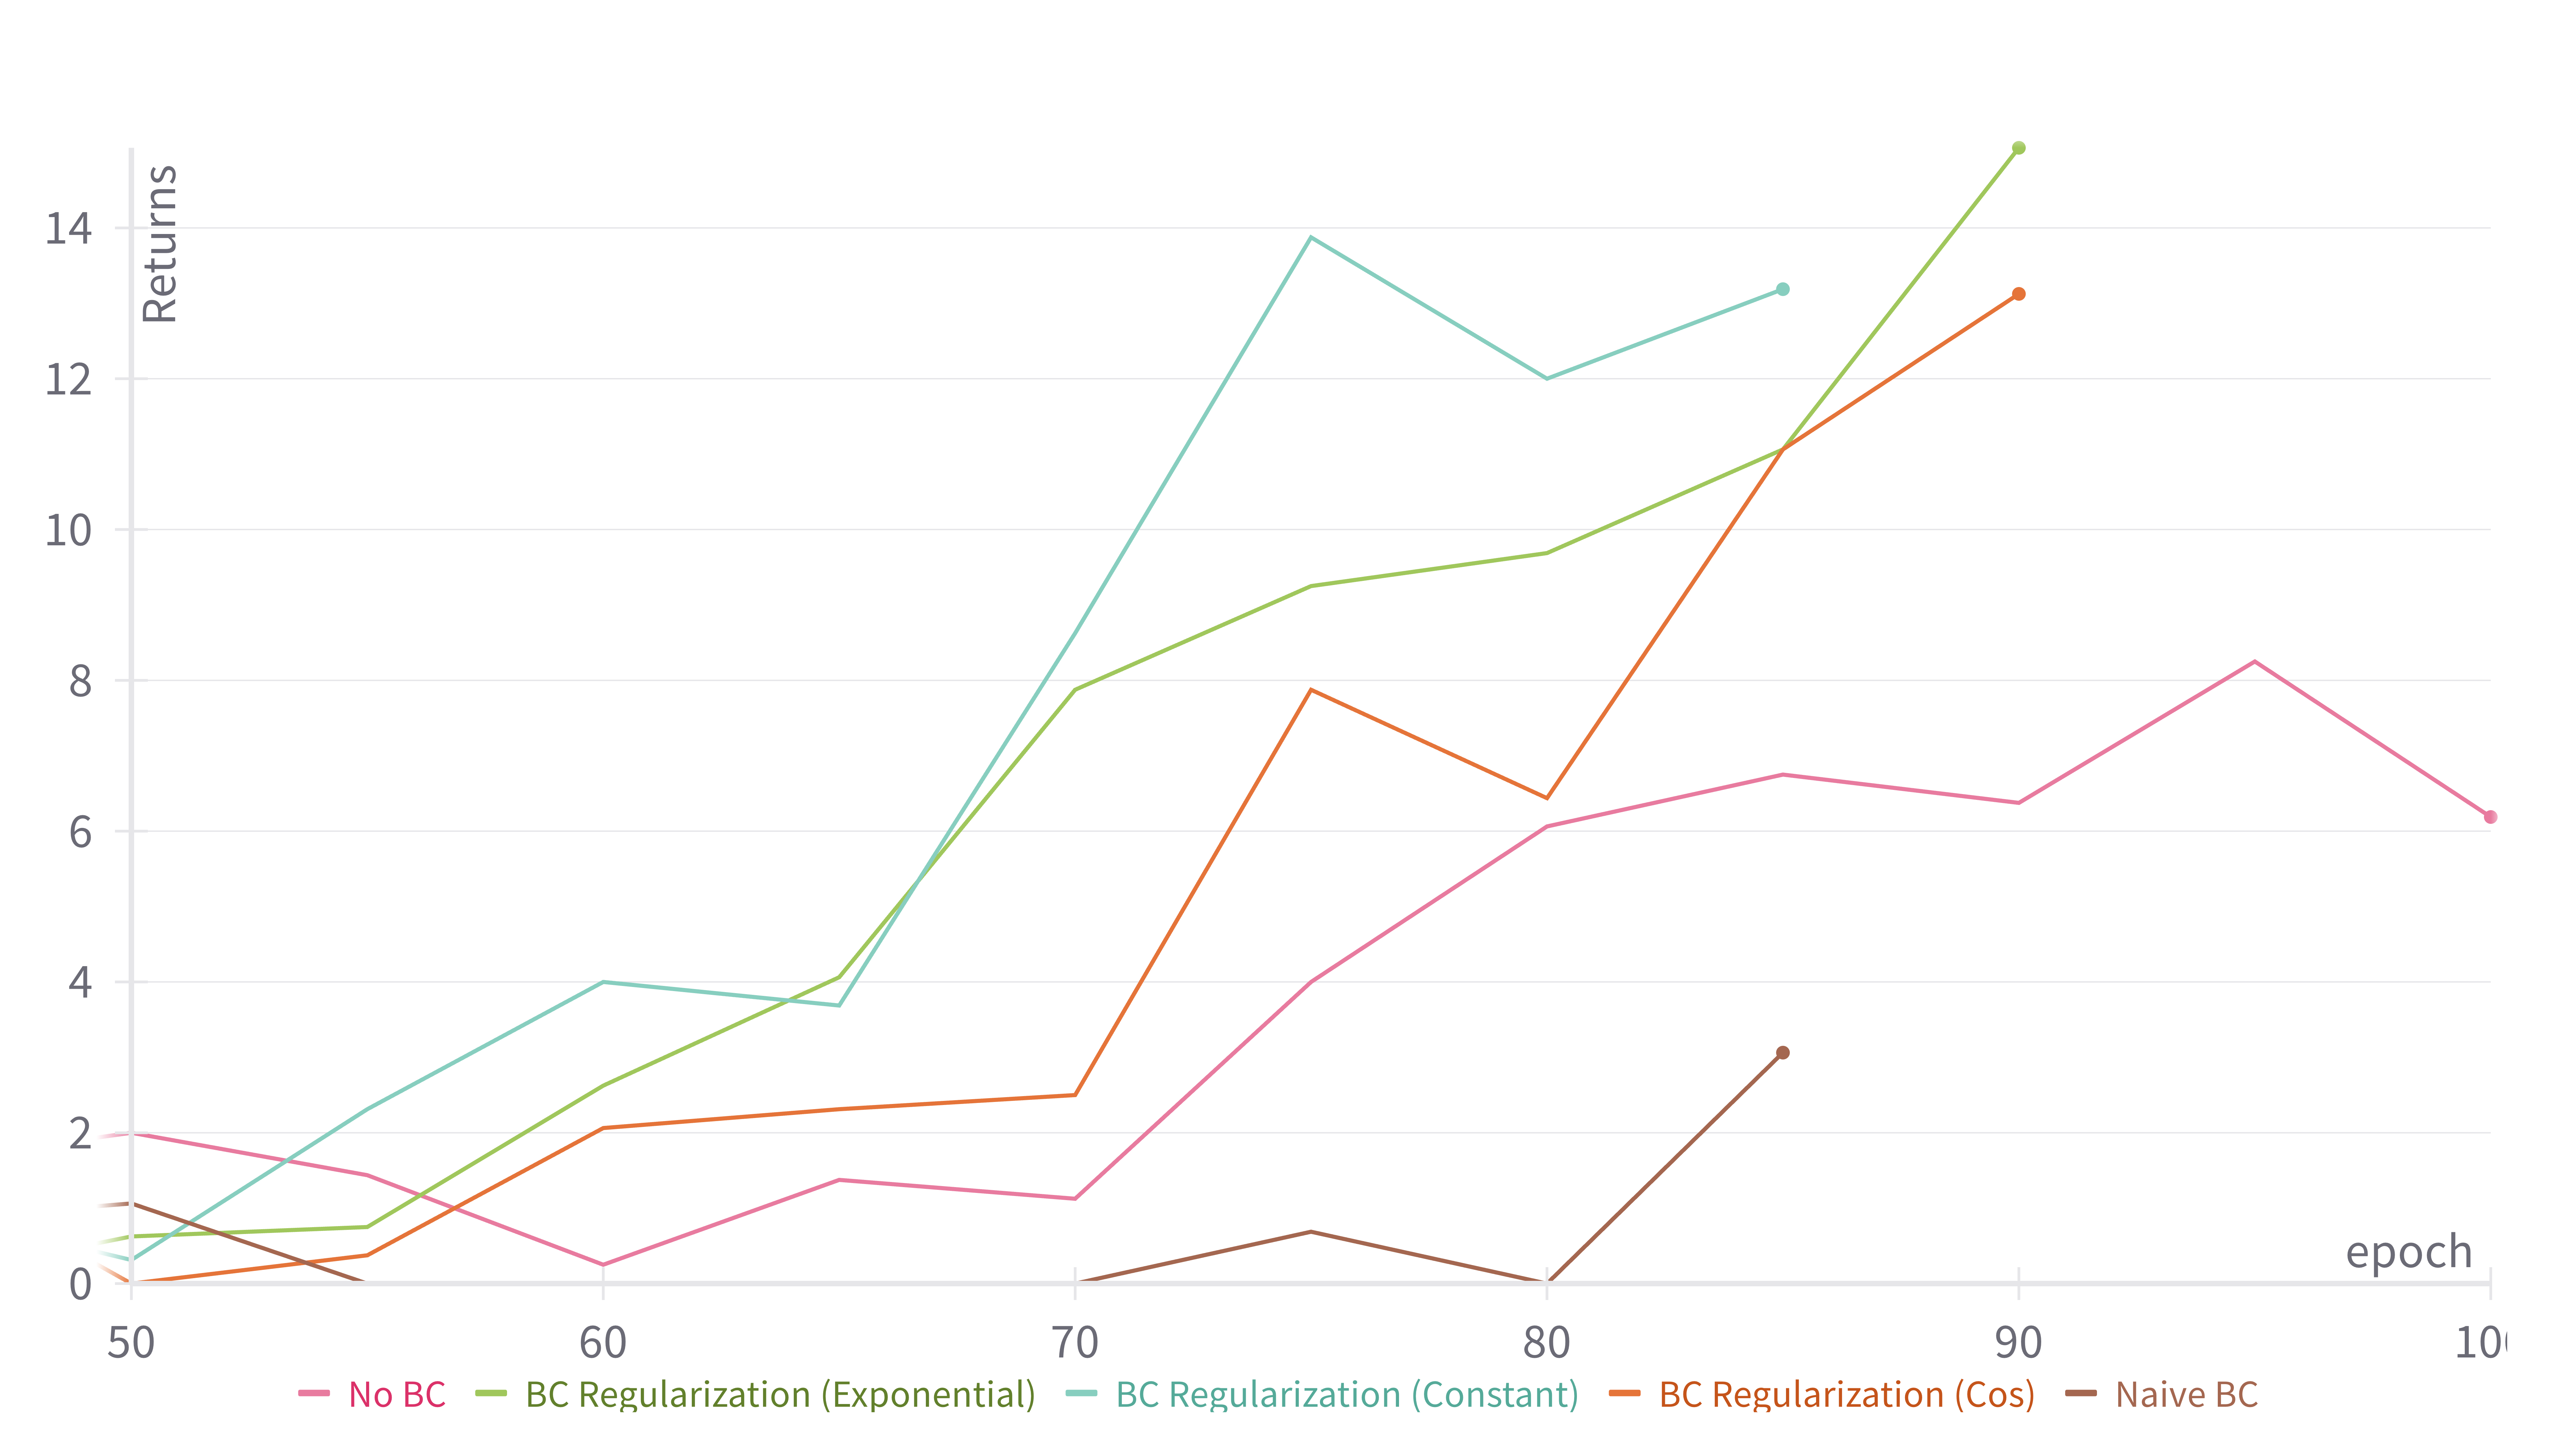 Returns
14
12
10
8
6
4
2
0
epoch
50 60 70 80 90
No BC BC Regularization (Exponential) BC Regularization (Constant) BC Regularization (Cos) Naive BC